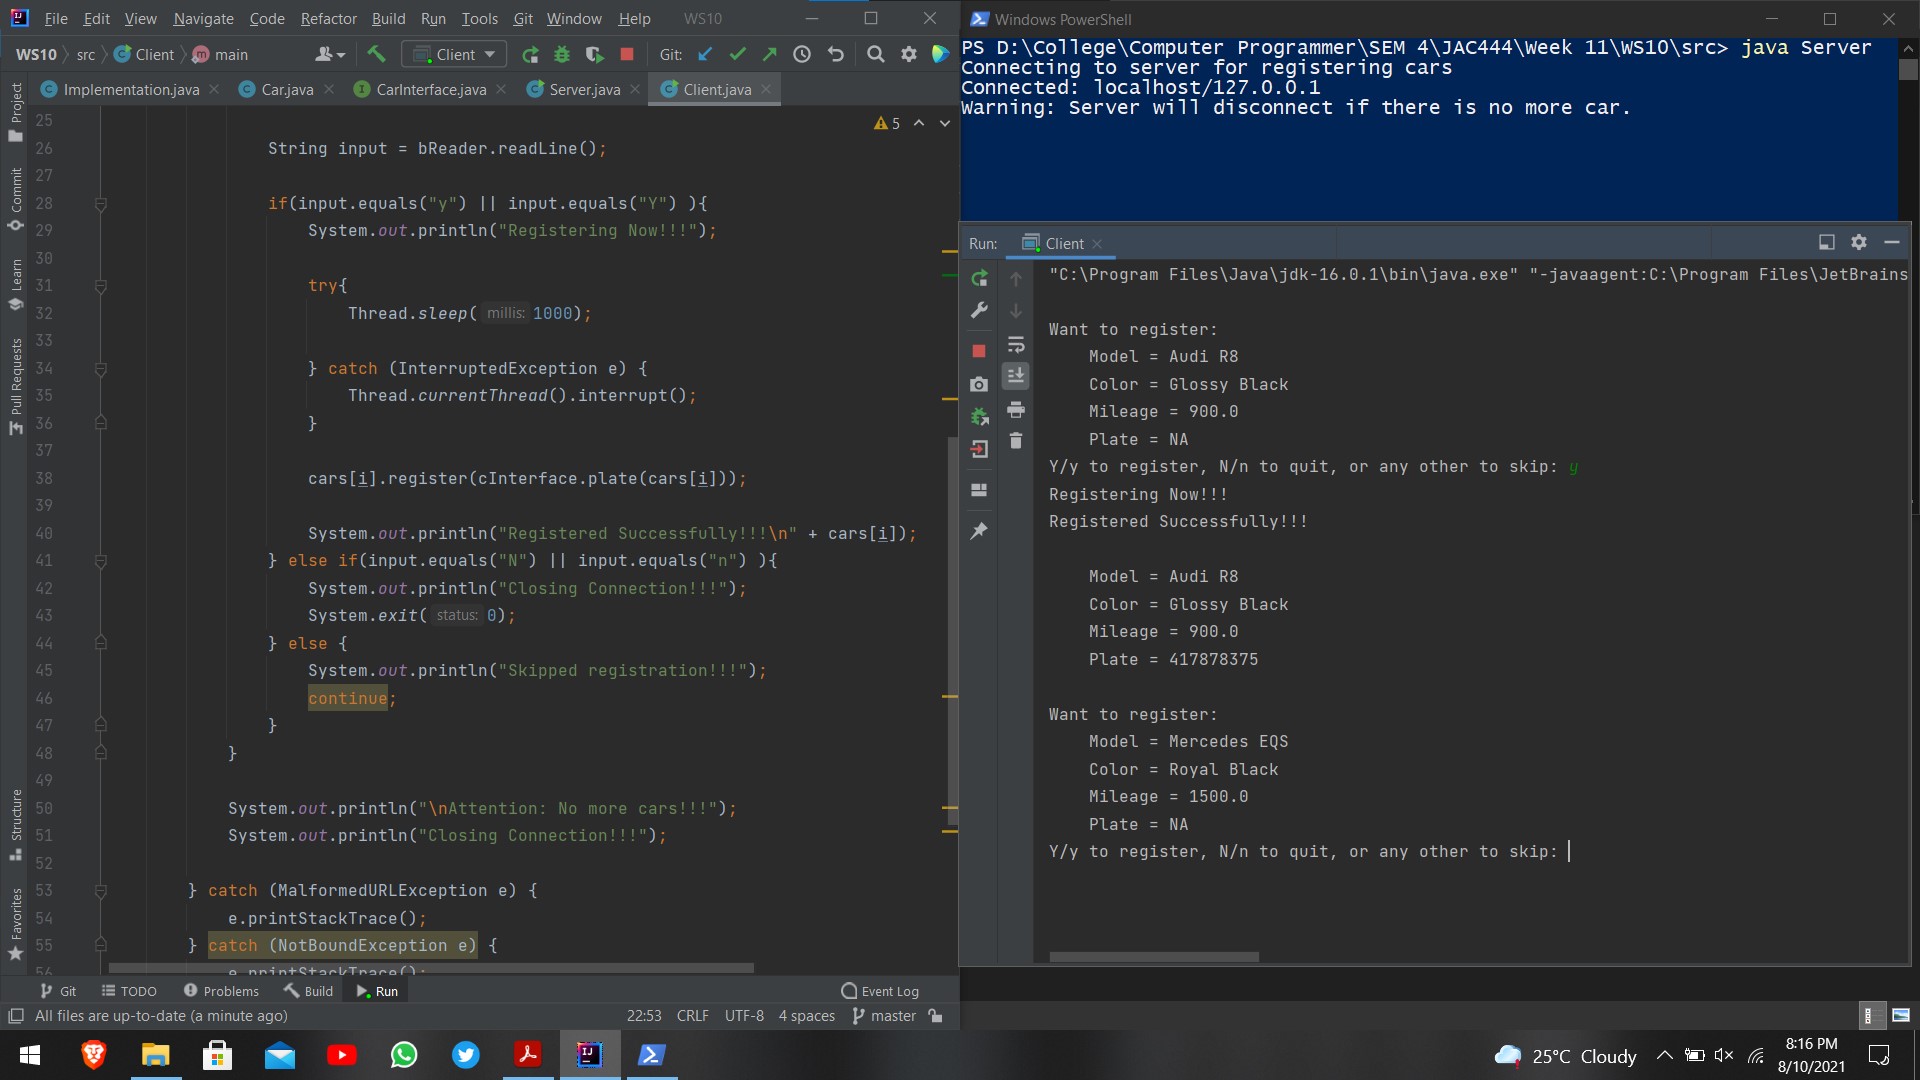 File Edit View Navigate Code Refactor Build Run Tools Git Window Help WS10
WS10 src Client main Client Git:
Implementation.java Car.java CarInterface.java Server.java Client.java
Project
Commit
Learn
Pull Requests
Structure
Favorites
5
25
26 String input = bReader.readLine();
27
28 if(input.equals("y") || input.equals("Y") ){
29 System.out.println("Registering Now!!!");
30
31 try{
32 Thread.sleep( millis: 1000);
33
34 } catch (InterruptedException e) {
35 Thread.currentThread().interrupt();
36 }
37
38 cars[i].register(cInterface.plate(cars[i]));
39
40 System.out.println("Registered Successfully!!!\n" + cars[i]);
41 } else if(input.equals("N") || input.equals("n") ){
42 System.out.println("Closing Connection!!!");
43 System.exit( status: 0);
44 } else {
45 System.out.println("Skipped registration!!!");
46 continue;
47 }
48 }
49
50 System.out.println("\nAttention: No more cars!!!");
51 System.out.println("Closing Connection!!!");
52
53 } catch (MalformedURLException e) {
54 e.printStackTrace();
55 } catch (NotBoundException e) {
56 e.printStackTrace();
Git TODO Problems Build Run Event Log
All files are up-to-date (a minute ago) 22:53 CRLF UTF-8 4 spaces master
Windows PowerShell
PS D:\College\Computer Programmer\SEM 4\JAC444\Week 11\WS10\src> java Server
Connecting to server for registering cars
Connected: localhost/127.0.0.1
Warning: Server will disconnect if there is no more car.
Run: Client
"C:\Program Files\Java\jdk-16.0.1\bin\java.exe" "-javaagent:C:\Program Files\JetBrains
Want to register:
Model = Audi R8
Color = Glossy Black
Mileage = 900.0
Plate = NA
Y/y to register, N/n to quit, or any other to skip: y
Registering Now!!!
Registered Successfully!!!
Model = Audi R8
Color = Glossy Black
Mileage = 900.0
Plate = 417878375
Want to register:
Model = Mercedes EQS
Color = Royal Black
Mileage = 1500.0
Plate = NA
Y/y to register, N/n to quit, or any other to skip:
25°C Cloudy
8:16 PM
8/10/2021